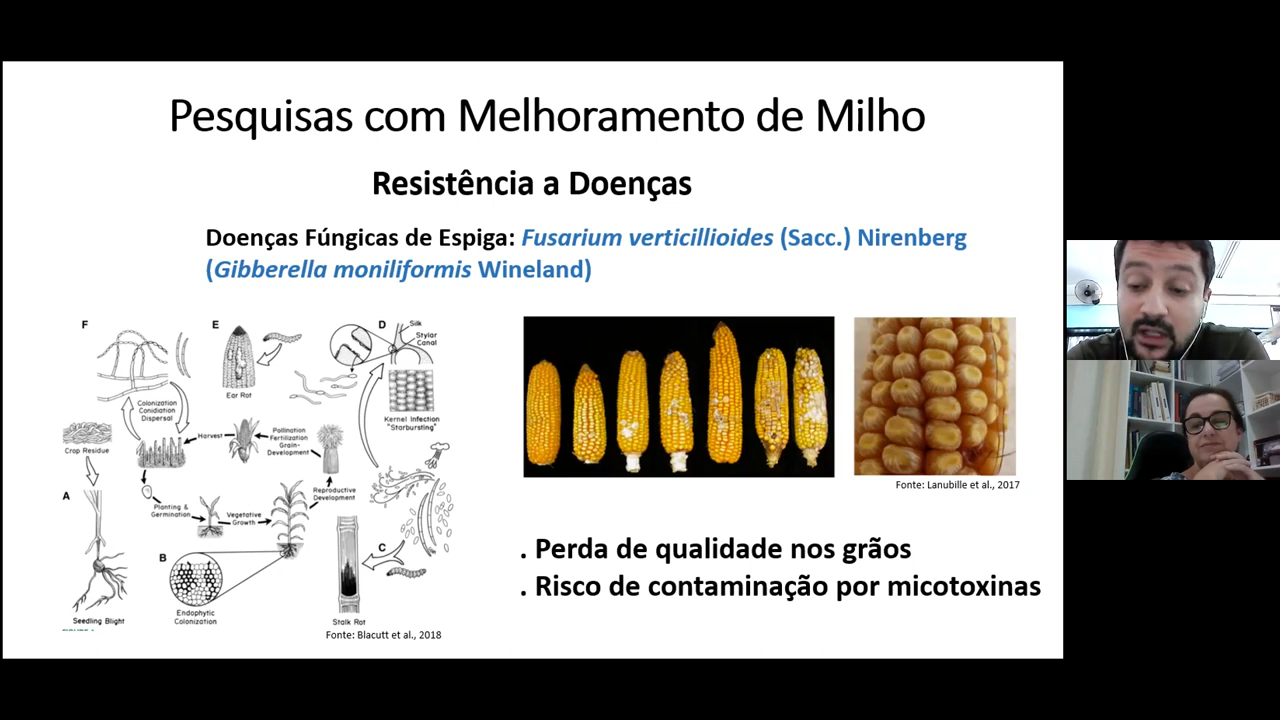 Pesquisas com Melhoramento de Milho
Resistência a Doenças
Doenças Fúngicas de Espiga: Fusarium verticillioides (Sacc.) Nirenberg
(Gibberella moniliformis Wineland)
F
E
D
Silk
Stylar
Canal
Ear Rot
Kernel Infection
"Starbursting"
Colonization
Conidiation
Dispersal
Crop Residue
Harvest
Pollination
Fertilization
Grain-
Development
Reproductive
Development
A
Planting &
Germination
Vegetative
Growth
B
C
Endophytic
Colonization
Seedling Blight
Stalk Rot
Fonte: Blacutt et al., 2018
Fonte: Lanubille et al., 2017
. Perda de qualidade nos grãos
. Risco de contaminação por micotoxinas